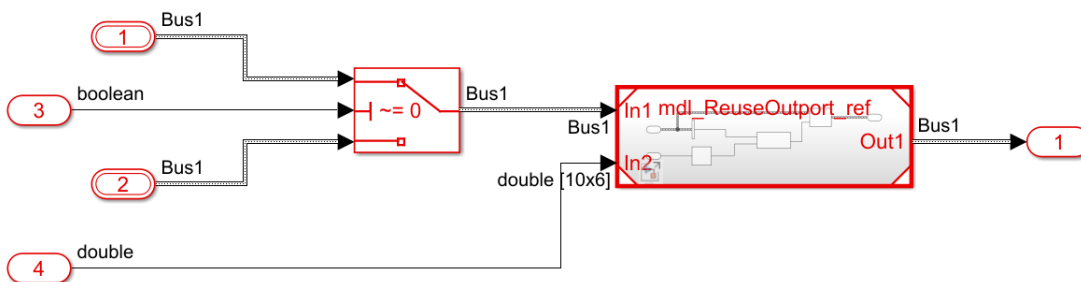 Bus1
1
boolean
3
~= 0
Bus1
Bus1
2
In1 mdl_ReuseOutport_ref
Bus1
In2
Out1
Bus1
1
double [10x6]
double
4